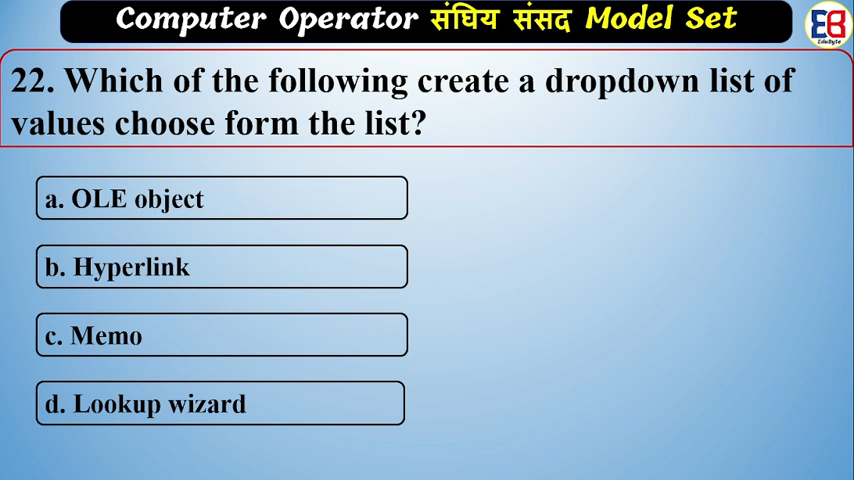 Computer Operator संघिय संसद Model Set
EB
EduByte
22. Which of the following create a dropdown list of
values choose form the list?
a. OLE object
b. Hyperlink
c. Memo
d. Lookup wizard